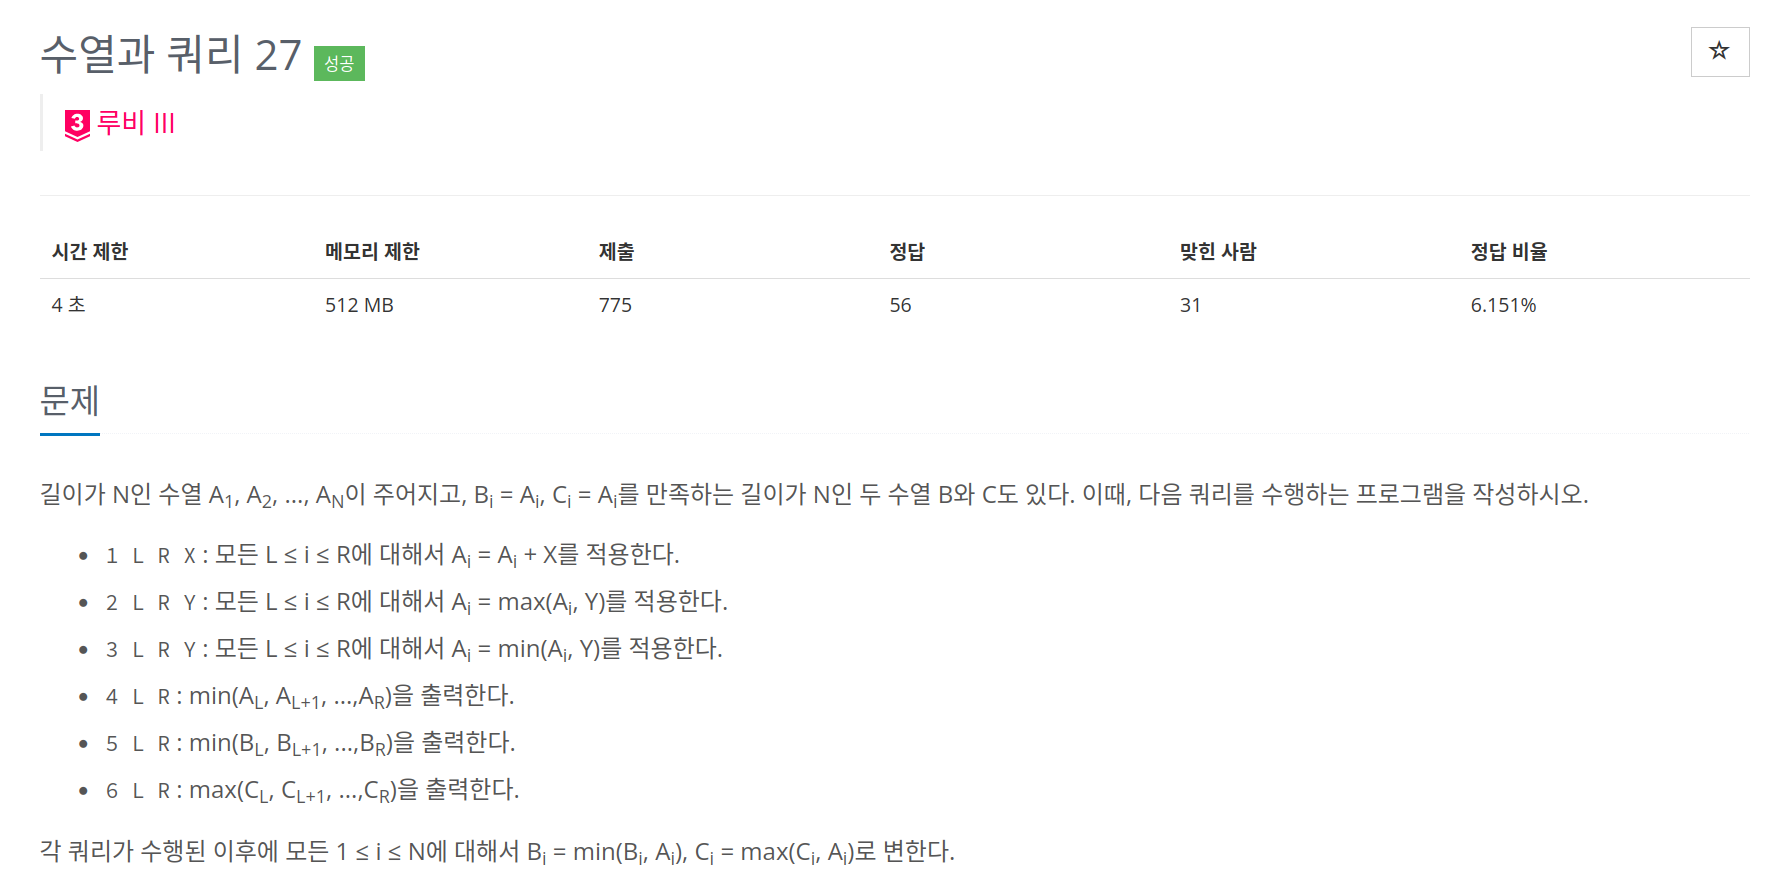 수열과 쿼리 27 성공
☆
3 루비 III
시간 제한 메모리 제한 제출 정답 맞힌 사람 정답 비율
4 초 512 MB 775 56 31 6.151%
문제
길이가 N인 수열 A1, A2, ..., AN이 주어지고, Bi = Ai, Ci = Ai를 만족하는 길이가 N인 두 수열 B와 C도 있다. 이때, 다음 쿼리를 수행하는 프로그램을 작성하시오.
• 1 L R X : 모든 L ≤ i ≤ R에 대해서 Ai = Ai + X를 적용한다.
• 2 L R Y : 모든 L ≤ i ≤ R에 대해서 Ai = max(Ai, Y)를 적용한다.
• 3 L R Y : 모든 L ≤ i ≤ R에 대해서 Ai = min(Ai, Y)를 적용한다.
• 4 L R : min(AL, AL+1, ...,AR)을 출력한다.
• 5 L R : min(BL, BL+1, ...,BR)을 출력한다.
• 6 L R : max(CL, CL+1, ...,CR)을 출력한다.
각 쿼리가 수행된 이후에 모든 1 ≤ i ≤ N에 대해서 Bi = min(Bi, Ai), Ci = max(Ci, Ai)로 변한다.